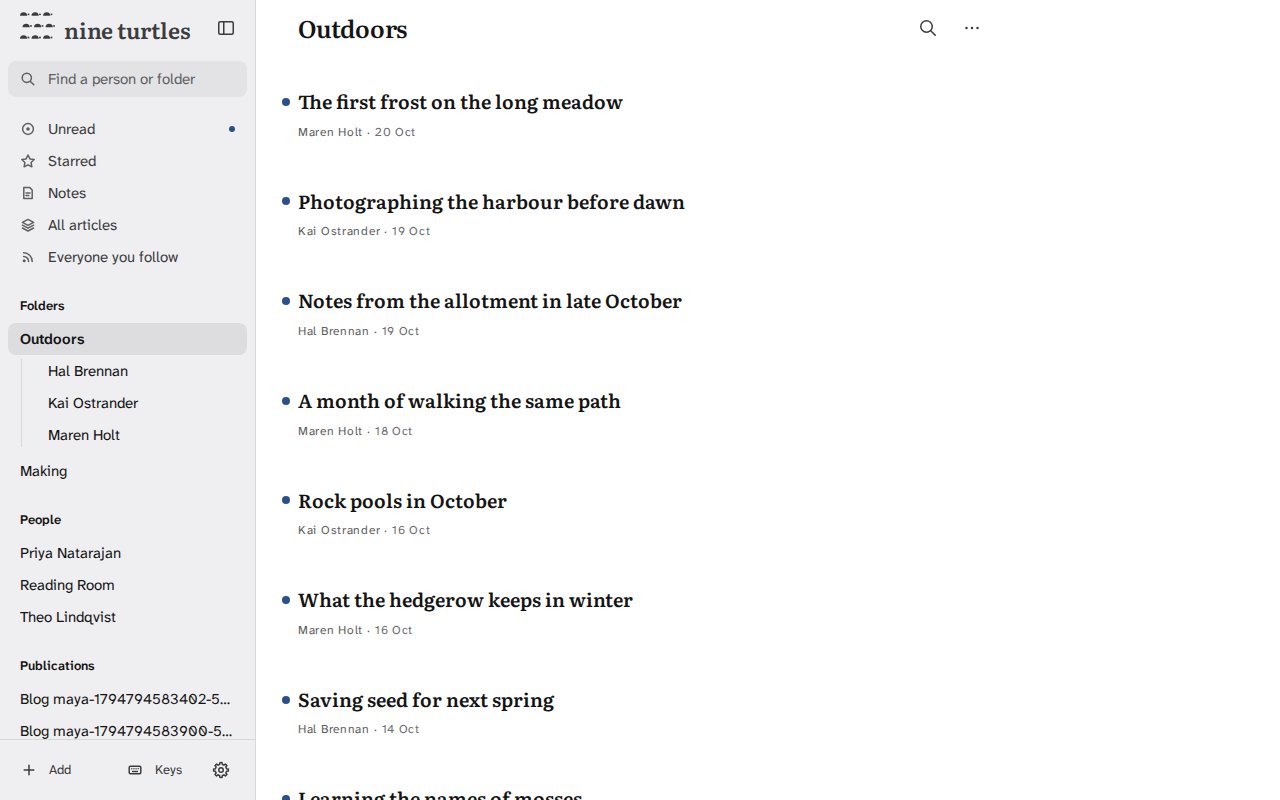 nine turtles
Find a person or folder
Unread
Starred
Notes
All articles
Everyone you follow
Folders
Outdoors
Hal Brennan
Kai Ostrander
Maren Holt
Making
People
Priya Natarajan
Reading Room
Theo Lindqvist
Publications
Blog maya-1794794583402-5...
Blog maya-1794794583900-5...
Add
Keys
Outdoors
The first frost on the long meadow
Maren Holt · 20 Oct
Photographing the harbour before dawn
Kai Ostrander · 19 Oct
Notes from the allotment in late October
Hal Brennan · 19 Oct
A month of walking the same path
Maren Holt · 18 Oct
Rock pools in October
Kai Ostrander · 16 Oct
What the hedgerow keeps in winter
Maren Holt · 16 Oct
Saving seed for next spring
Hal Brennan · 14 Oct
Learning the names of mosses